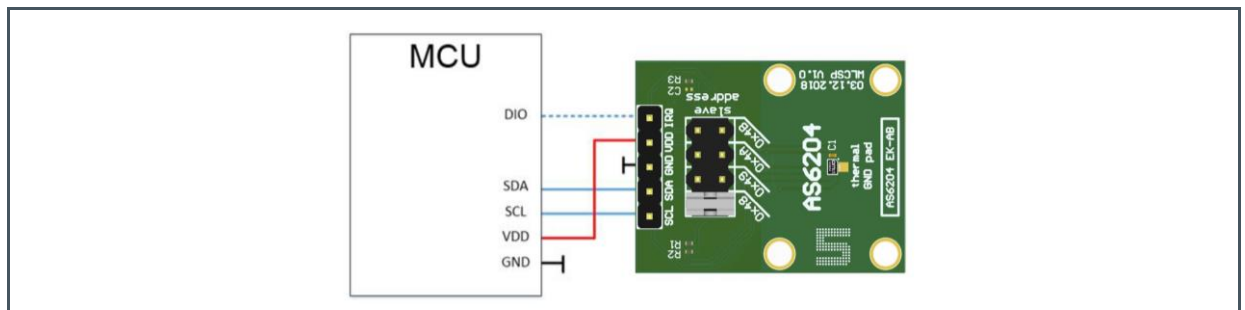 MCU
DIO
SDA
SCL
VDD
GND
IRQ
VDD
GND
SDA
SCL
R3
C2
slave
address
0x4B
0x4A
0x49
0x48
R1
R2
AS6204
C1
thermal
GND pad
03.12.2018
WLCSP V1.0
AS6204 EK-AB